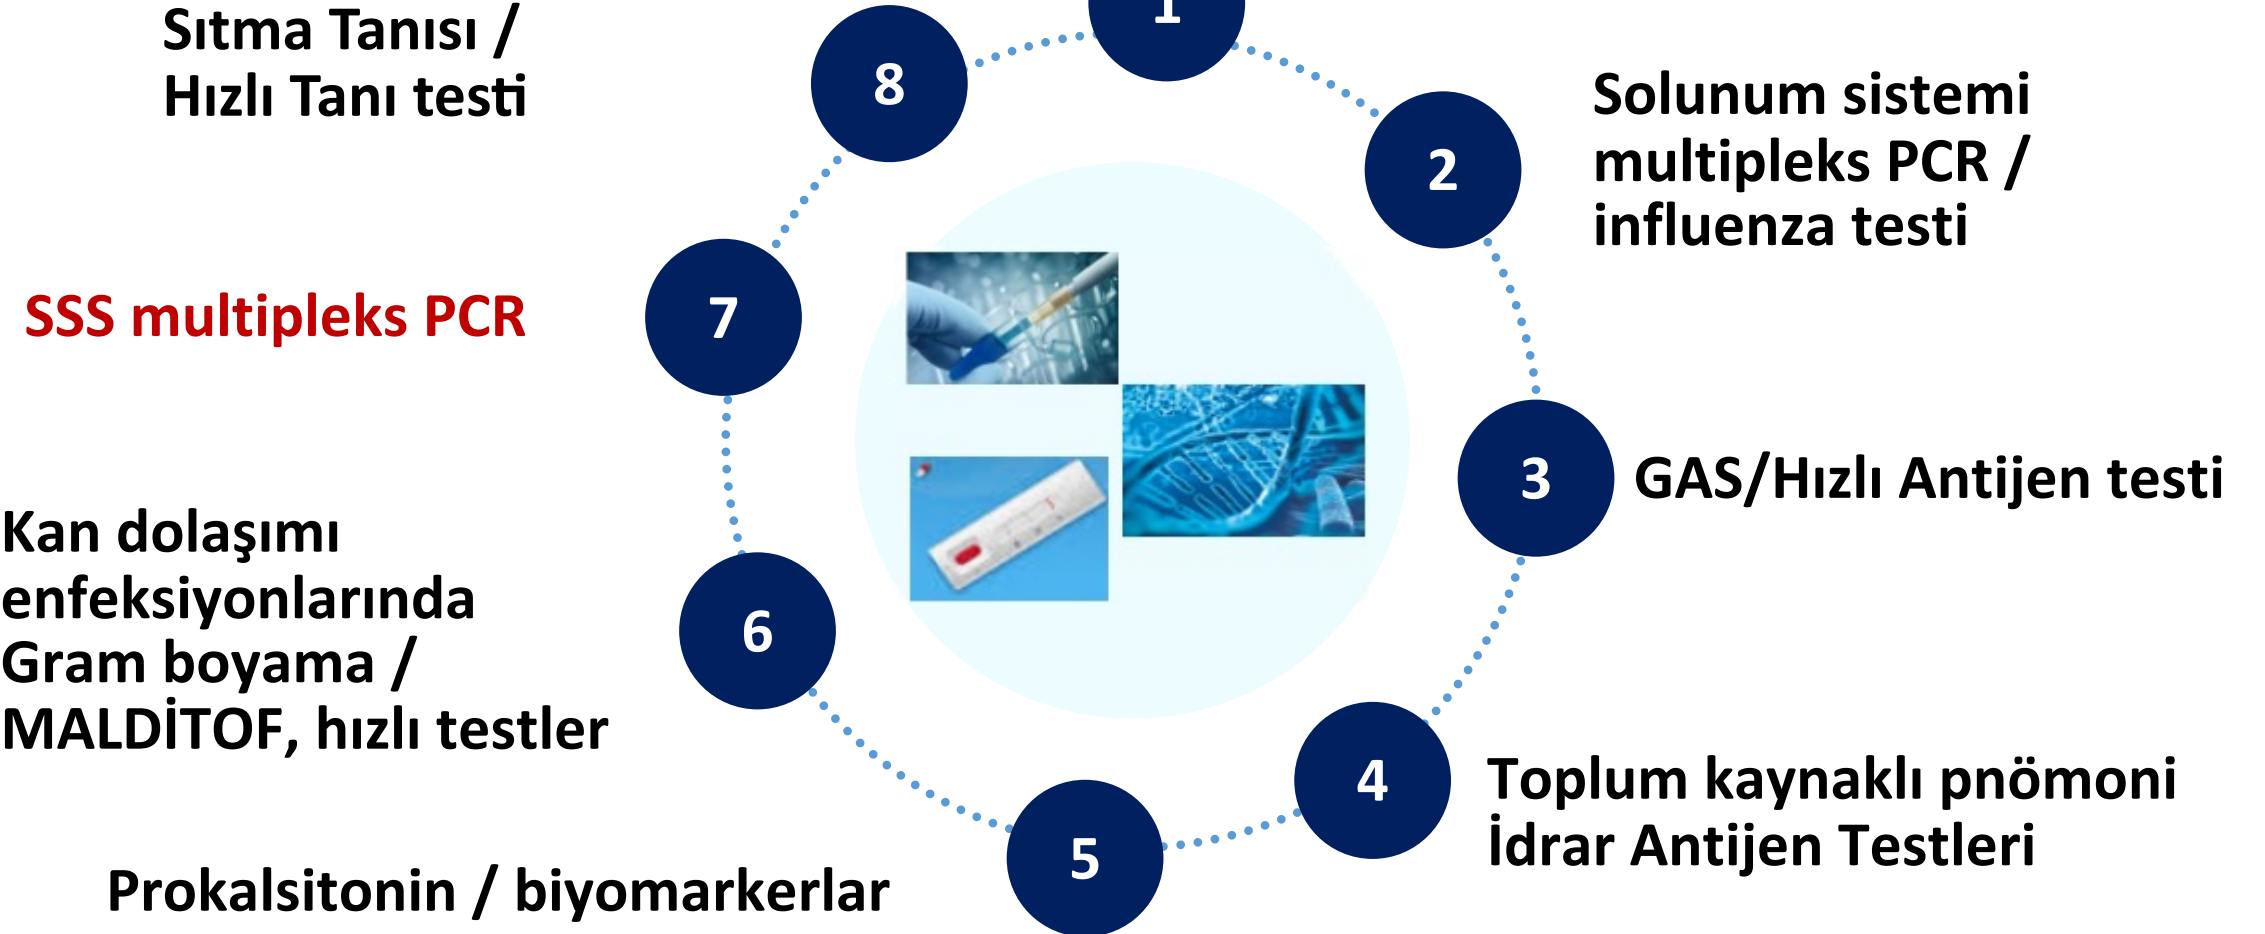 1
2
Solunum sistemi
multipleks PCR /
influenza testi
3
GAS/Hızlı Antijen testi
4
Toplum kaynaklı pnömoni
İdrar Antijen Testleri
5
Prokalsitonin / biyomarkerlar
6
Kan dolaşımı
enfeksiyonlarında
Gram boyama /
MALDİTOF, hızlı testler
7
SSS multipleks PCR
8
Sıtma Tanısı /
Hızlı Tanı testi